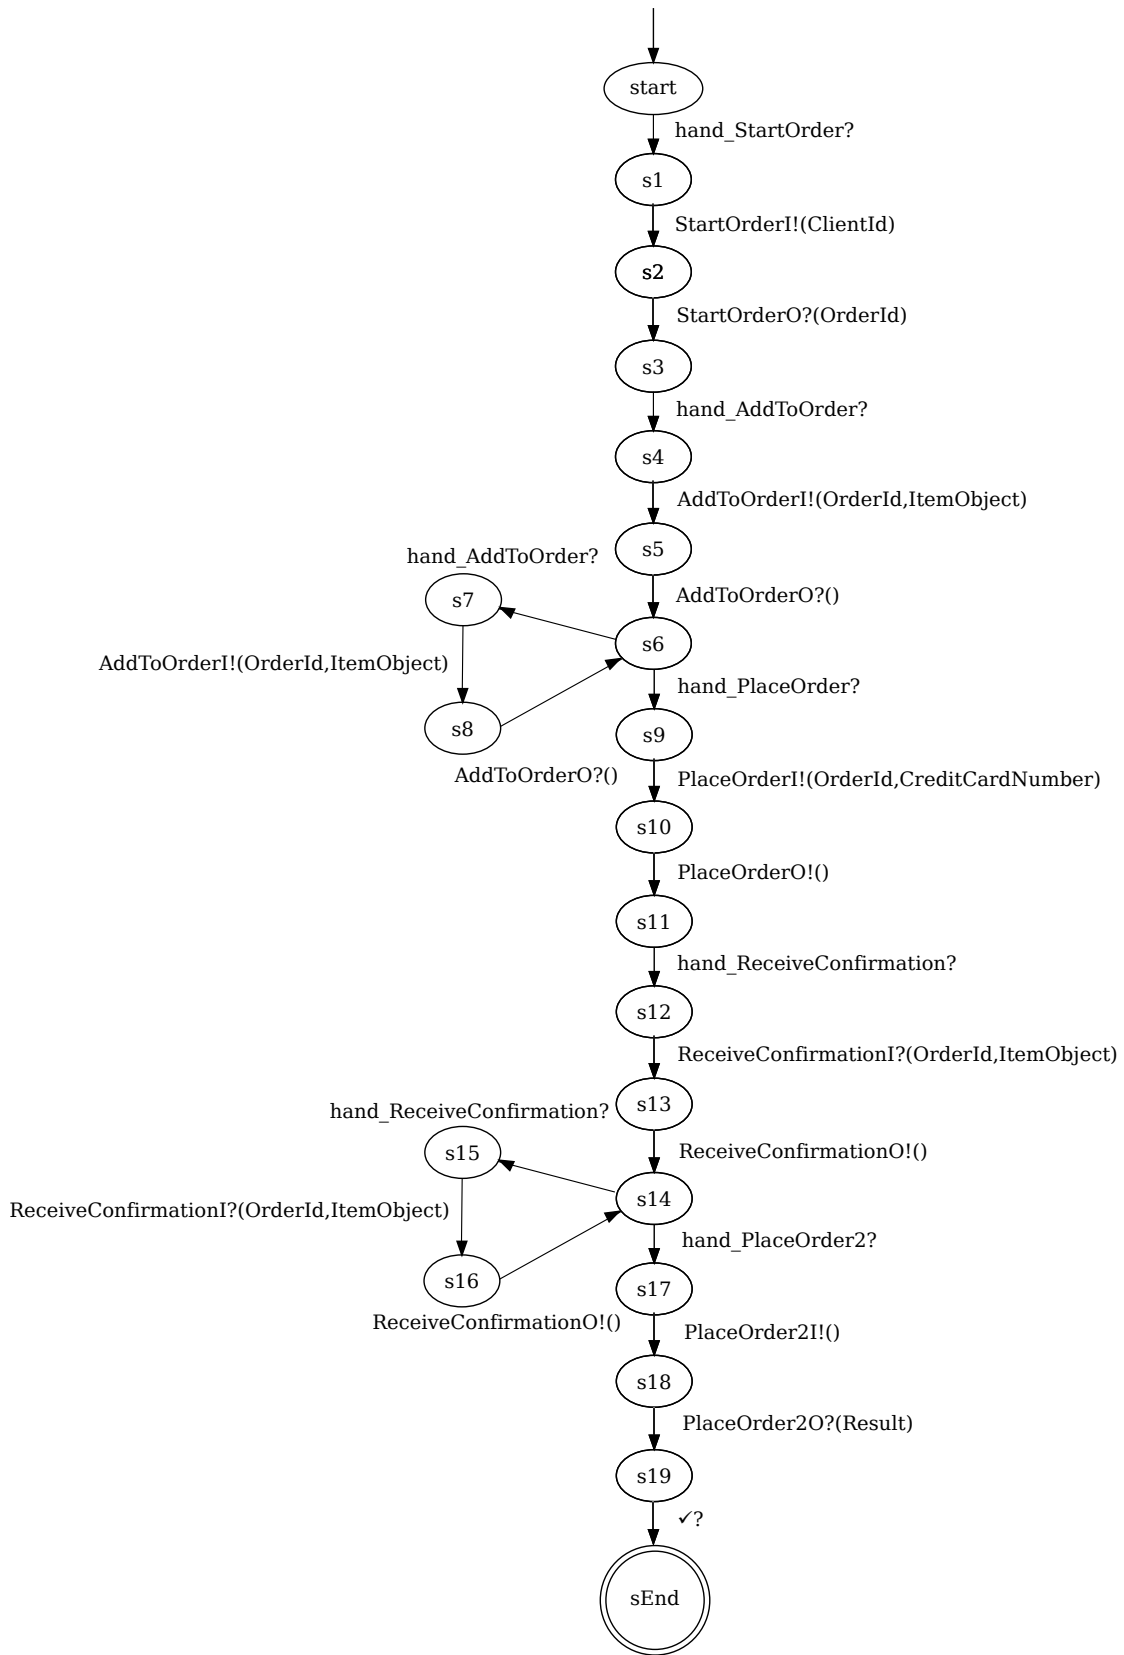 start
hand_StartOrder?
s1
StartOrderI!(ClientId)
s2
StartOrderO?(OrderId)
s3
hand_AddToOrder?
s4
AddToOrderI!(OrderId,ItemObject)
s5
hand_AddToOrder?
s7
AddToOrderO?()
s6
AddToOrderI!(OrderId,ItemObject)
hand_PlaceOrder?
s8
s9
AddToOrderO?()
PlaceOrderI!(OrderId,CreditCardNumber)
s10
PlaceOrderO!()
s11
hand_ReceiveConfirmation?
s12
ReceiveConfirmationI?(OrderId,ItemObject)
s13
hand_ReceiveConfirmation?
s15
ReceiveConfirmationO!()
s14
ReceiveConfirmationI?(OrderId,ItemObject)
hand_PlaceOrder2?
s16
s17
ReceiveConfirmationO!()
PlaceOrder2I!()
s18
PlaceOrder2O?(Result)
s19
✓?
sEnd